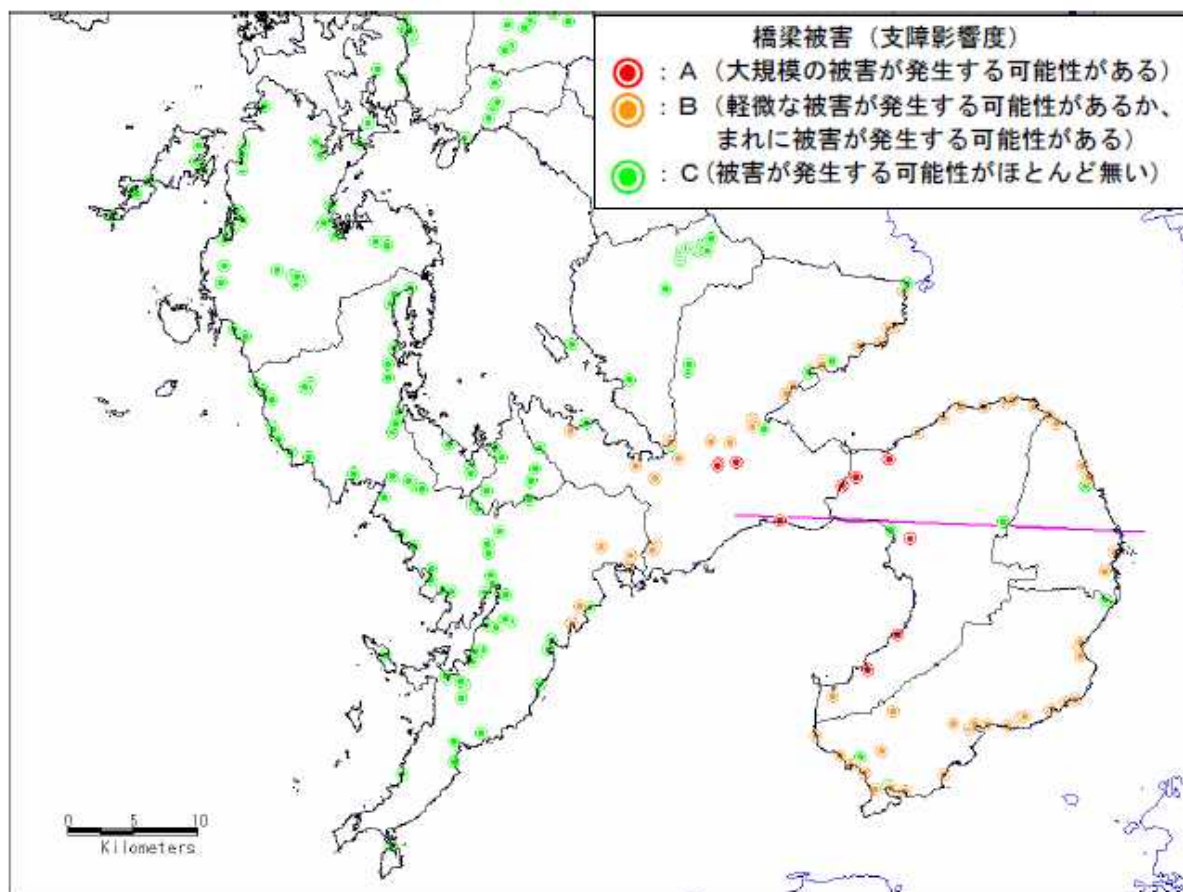 橋梁被害（支障影響度）
：A（大規模の被害が発生する可能性がある）
：B（軽微な被害が発生する可能性があるか、
まれに被害が発生する可能性がある）
：C（被害が発生する可能性がほとんど無い）
0 5 10
Kilometers